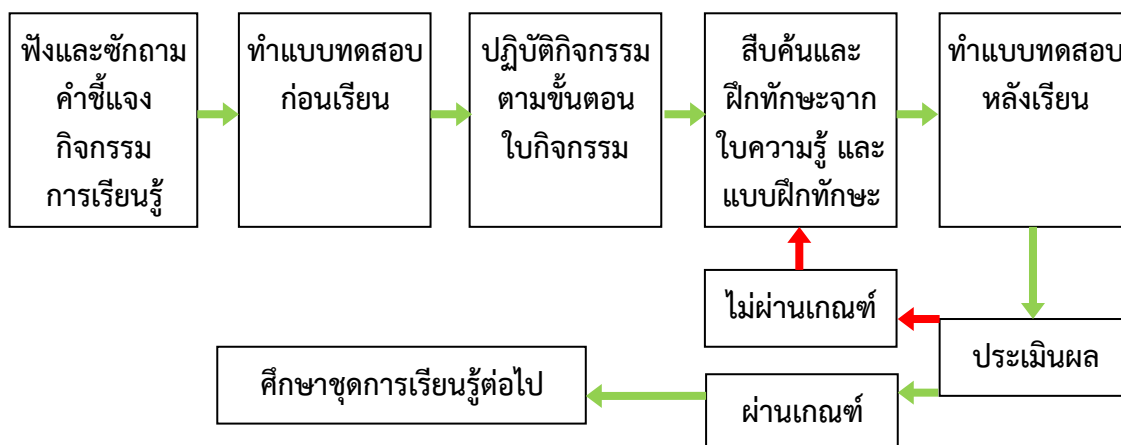 ฟังและซักถาม
คำชี้แจง
กิจกรรม
การเรียนรู้
ทำแบบทดสอบ
ก่อนเรียน
ปฏิบัติกิจกรรม
ตามขั้นตอน
ใบกิจกรรม
สืบค้นและ
ฝึกทักษะจาก
ใบความรู้ และ
แบบฝึกทักษะ
ทำแบบทดสอบ
หลังเรียน
ไม่ผ่านเกณฑ์
ประเมินผล
ศึกษาชุดการเรียนรู้ต่อไป
ผ่านเกณฑ์